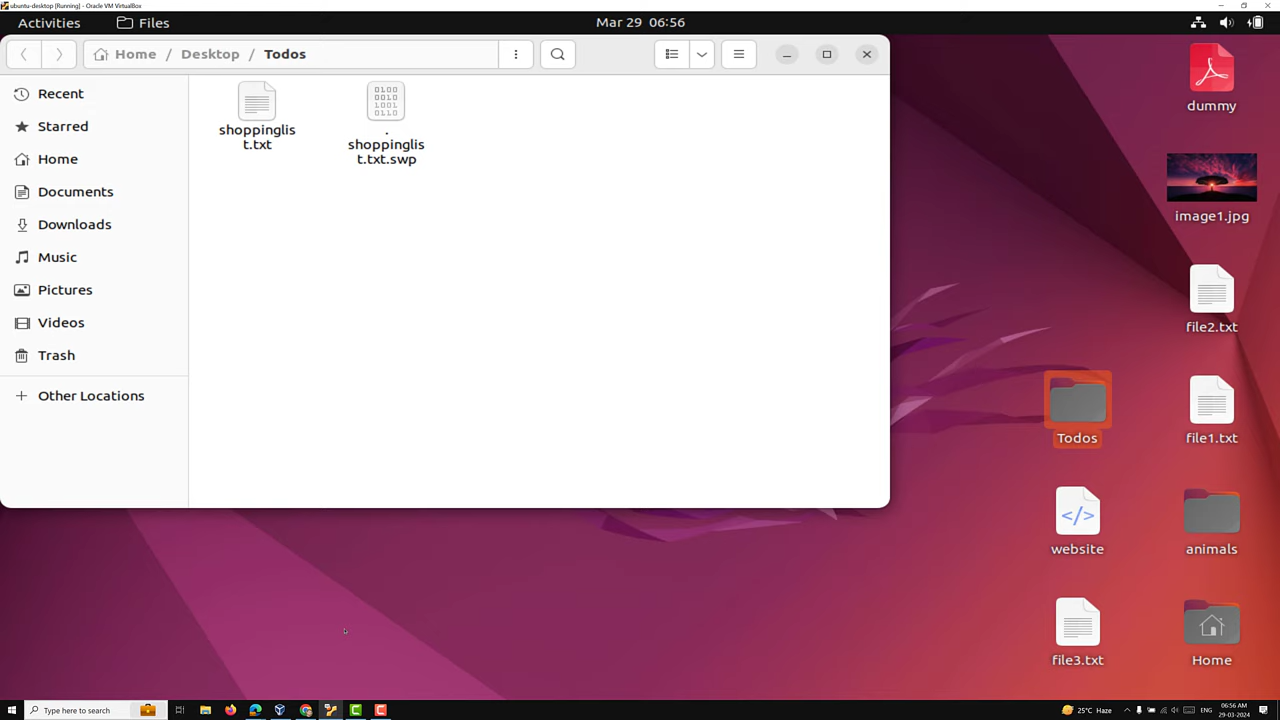 ubuntu-desktop [Running] - Oracle VM VirtualBox
Activities
Files
Mar 29 06:56
Home / Desktop / Todos
Recent
Starred
Home
Documents
Downloads
Music
Pictures
Videos
Trash
Other Locations
shoppinglis
t.txt
0100
0010
1001
0110
.
shoppinglis
t.txt.swp
dummy
image1.jpg
file2.txt
Todos
file1.txt
</>
website
animals
file3.txt
Home
Type here to search
25°C Haze
ENG
06:56 AM
29-03-2024